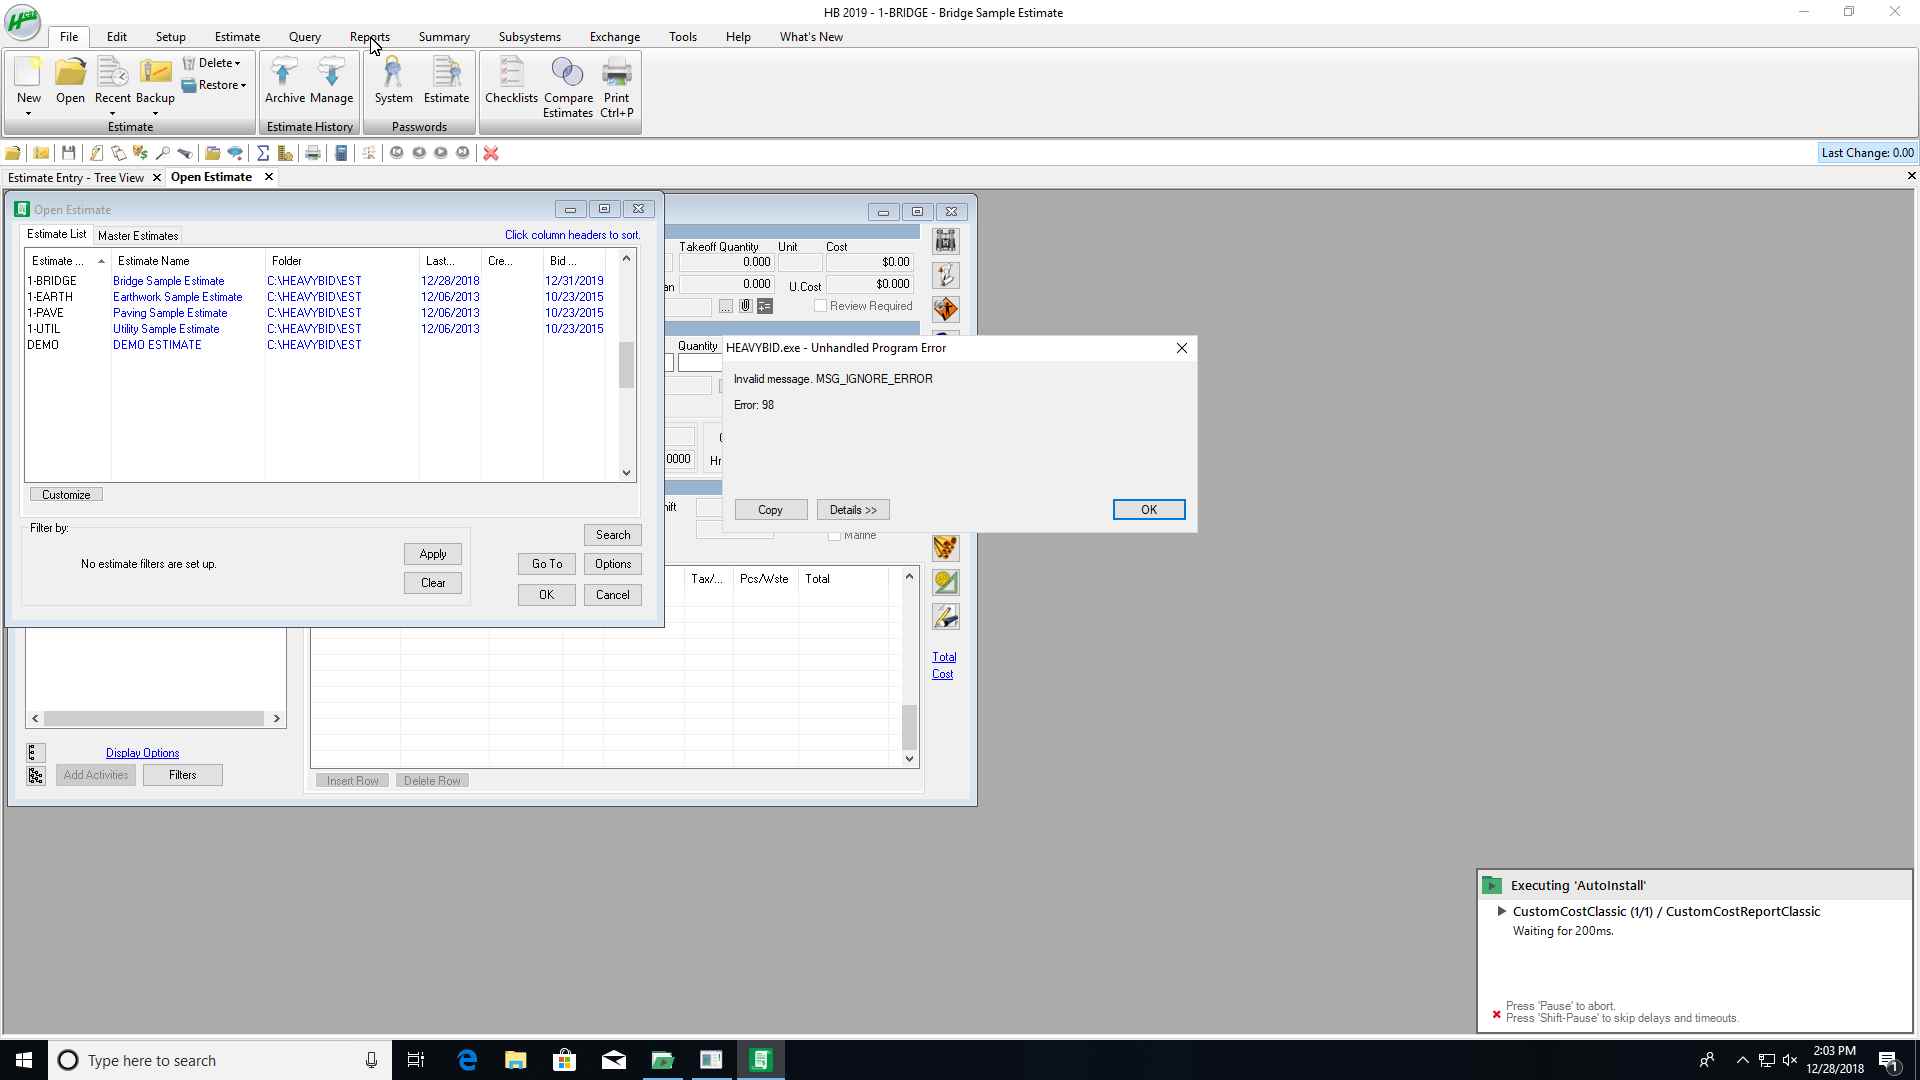 HB 2019 - 1-BRIDGE - Bridge Sample Estimate
File Edit Setup Estimate Query Reports Summary Subsystems Exchange Tools Help What's New
New Open Recent Backup Delete Restore
Estimate
Archive Manage
Estimate History
System Estimate
Passwords
Checklists Compare Estimates Print Ctrl+P
Last Change: 0.00
Estimate Entry - Tree View Open Estimate
Open Estimate
Estimate List Master Estimates Click column headers to sort.
Estimate ... Estimate Name Folder Last... Cre... Bid ...
1-BRIDGE Bridge Sample Estimate C:\HEAVYBID\EST 12/28/2018 12/31/2019
1-EARTH Earthwork Sample Estimate C:\HEAVYBID\EST 12/06/2013 10/23/2015
1-PAVE Paving Sample Estimate C:\HEAVYBID\EST 12/06/2013 10/23/2015
1-UTIL Utility Sample Estimate C:\HEAVYBID\EST 12/06/2013 10/23/2015
DEMO DEMO ESTIMATE C:\HEAVYBID\EST
Customize
Filter by:
No estimate filters are set up.
Apply
Clear
Search
Go To Options
OK Cancel
Takeoff Quantity Unit Cost
0.000 $0.00
an 0.000 U.Cost $0.000
... Review Required
Quantity
0000 Hr
ift
Marine
HEAVYBID.exe - Unhandled Program Error
Invalid message. MSG_IGNORE_ERROR
Error: 98
Copy Details >> OK
Tax/... Pcs/Wste Total
Total
Cost
Display Options
Add Activities Filters
Insert Row Delete Row
Executing 'AutoInstall'
CustomCostClassic (1/1) / CustomCostReportClassic
Waiting for 200ms.
Press 'Pause' to abort.
Press 'Shift-Pause' to skip delays and timeouts.
Type here to search
2:03 PM
12/28/2018
1